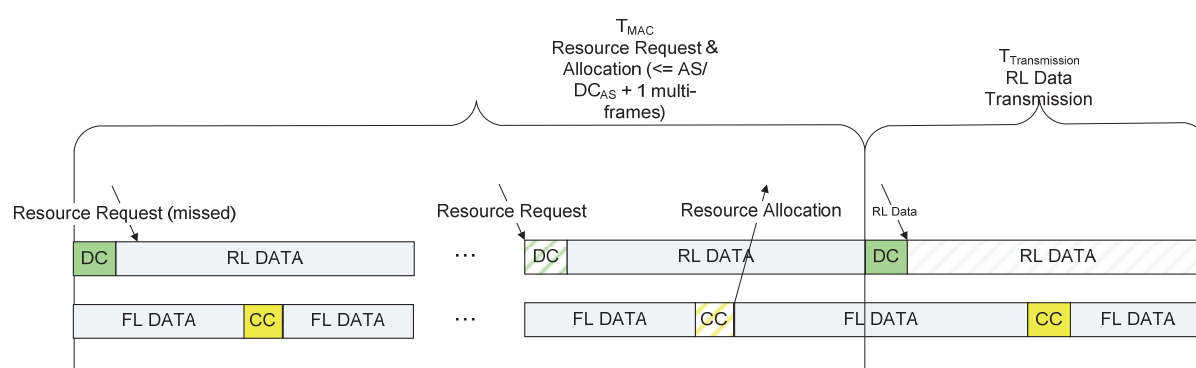 T_MAC
Resource Request &
Allocation (<= AS/
DC_AS + 1 multi-
frames)
T_Transmission
RL Data
Transmission
Resource Request (missed)
Resource Request
Resource Allocation
RL Data
DC RL DATA ... DC RL DATA DC RL DATA
FL DATA CC FL DATA ... FL DATA CC FL DATA CC FL DATA